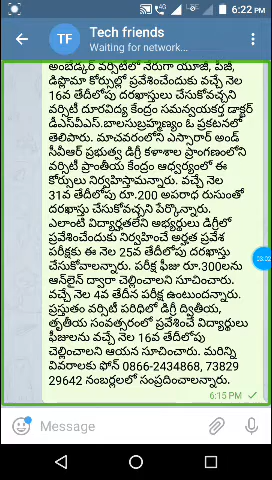 6:22 PM
TF
Tech friends
Waiting for network...
అంబేడ్కర్ వర్సిటీలో నేరుగా యూజీ, పీజీ,
డిప్లొమా కోర్సుల్లో ప్రవేశించేందుకు వచ్చే నెల
16వ తేదీలోపు దరఖాస్తులు చేసుకోవచ్చని
వర్సిటీ దూరవిద్య కేంద్రం సమన్వయకర్త డాక్టర్
డిఎన్‌వీఎస్.బాలసుబ్రహ్మణ్యం ఓ ప్రకటనలో
తెలిపారు. మాచవరంలోని ఎస్సారార్ అండ్
సీవీఆర్ ప్రభుత్వ డిగ్రీ కళాశాల ప్రాంగణంలోని
వర్సిటీ ప్రాంతీయ కేంద్రం ఆధ్వర్యంలో ఈ
కోర్సులు నిర్వహిస్తామన్నారు. వచ్చే నెల
31వ తేదీలోపు రూ.200 అపరాధ రుసుంతో
దరఖాస్తు చేసుకోవచ్చని పేర్కొన్నారు.
ఎలాంటి విద్యార్హతలేని అభ్యర్థులు డిగ్రీలో
ప్రవేశించేందుకు నిర్వహించే అర్హత ప్రవేశ
పరీక్షకు ఈ నెల 25వ తేదీలోపు దరఖాస్తు
చేసుకోవాలన్నారు. పరీక్ష ఫీజు రూ.300లను
ఆన్‌లైన్ ద్వారా చెల్లించాలని సూచించారు.
వచ్చే నెల 4వ తేదీన పరీక్ష ఉంటుందన్నారు.
ప్రస్తుతం వర్సిటీ పరిధిలో డిగ్రీ ద్వితీయ,
తృతీయ సంవత్సరంలో ప్రవేశించే విద్యార్థులు
ఫీజులను వచ్చే నెల 16వ తేదీలోపు
చెల్లించాలని ఆయన సూచించారు. మరిన్ని
వివరాలకు ఫోన్ 0866-2434868, 73829
29642 నంబర్లలో సంప్రదించాలన్నారు.
6:15 PM
Message